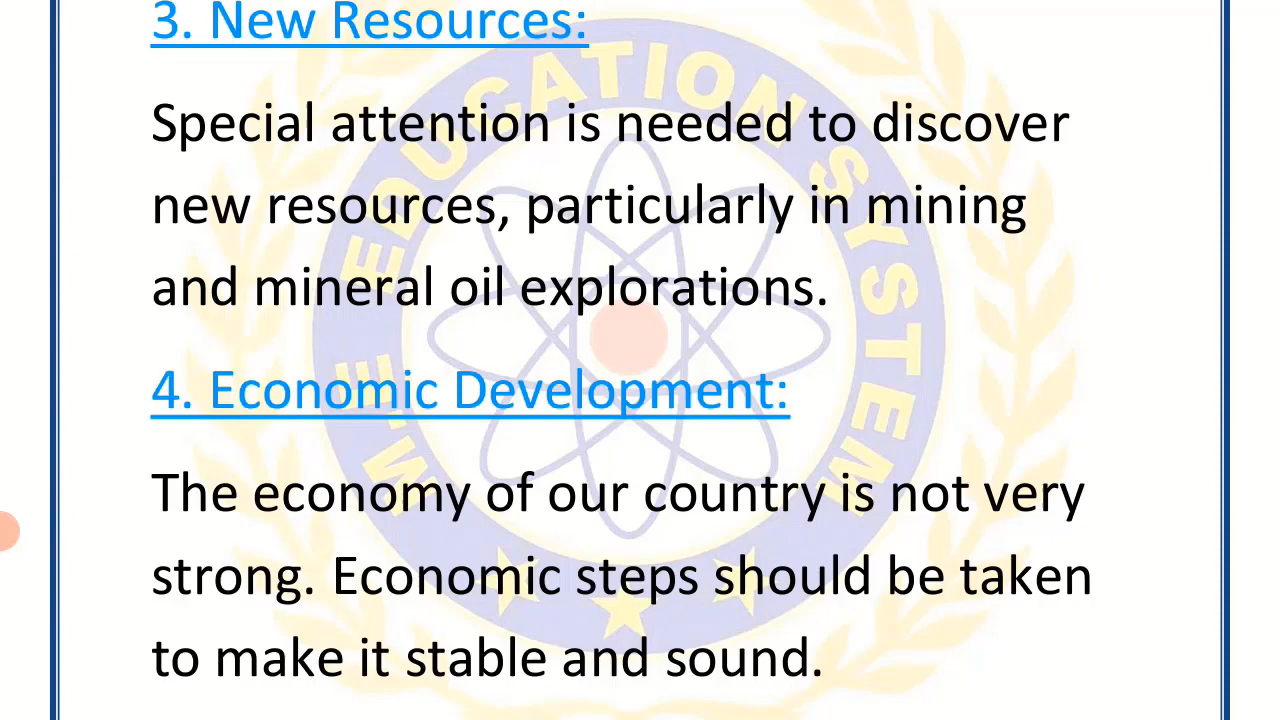 3. New Resources:
Special attention is needed to discover
new resources, particularly in mining
and mineral oil explorations.
4. Economic Development:
The economy of our country is not very
strong. Economic steps should be taken
to make it stable and sound.
M.E EDUCATION SYSTEM